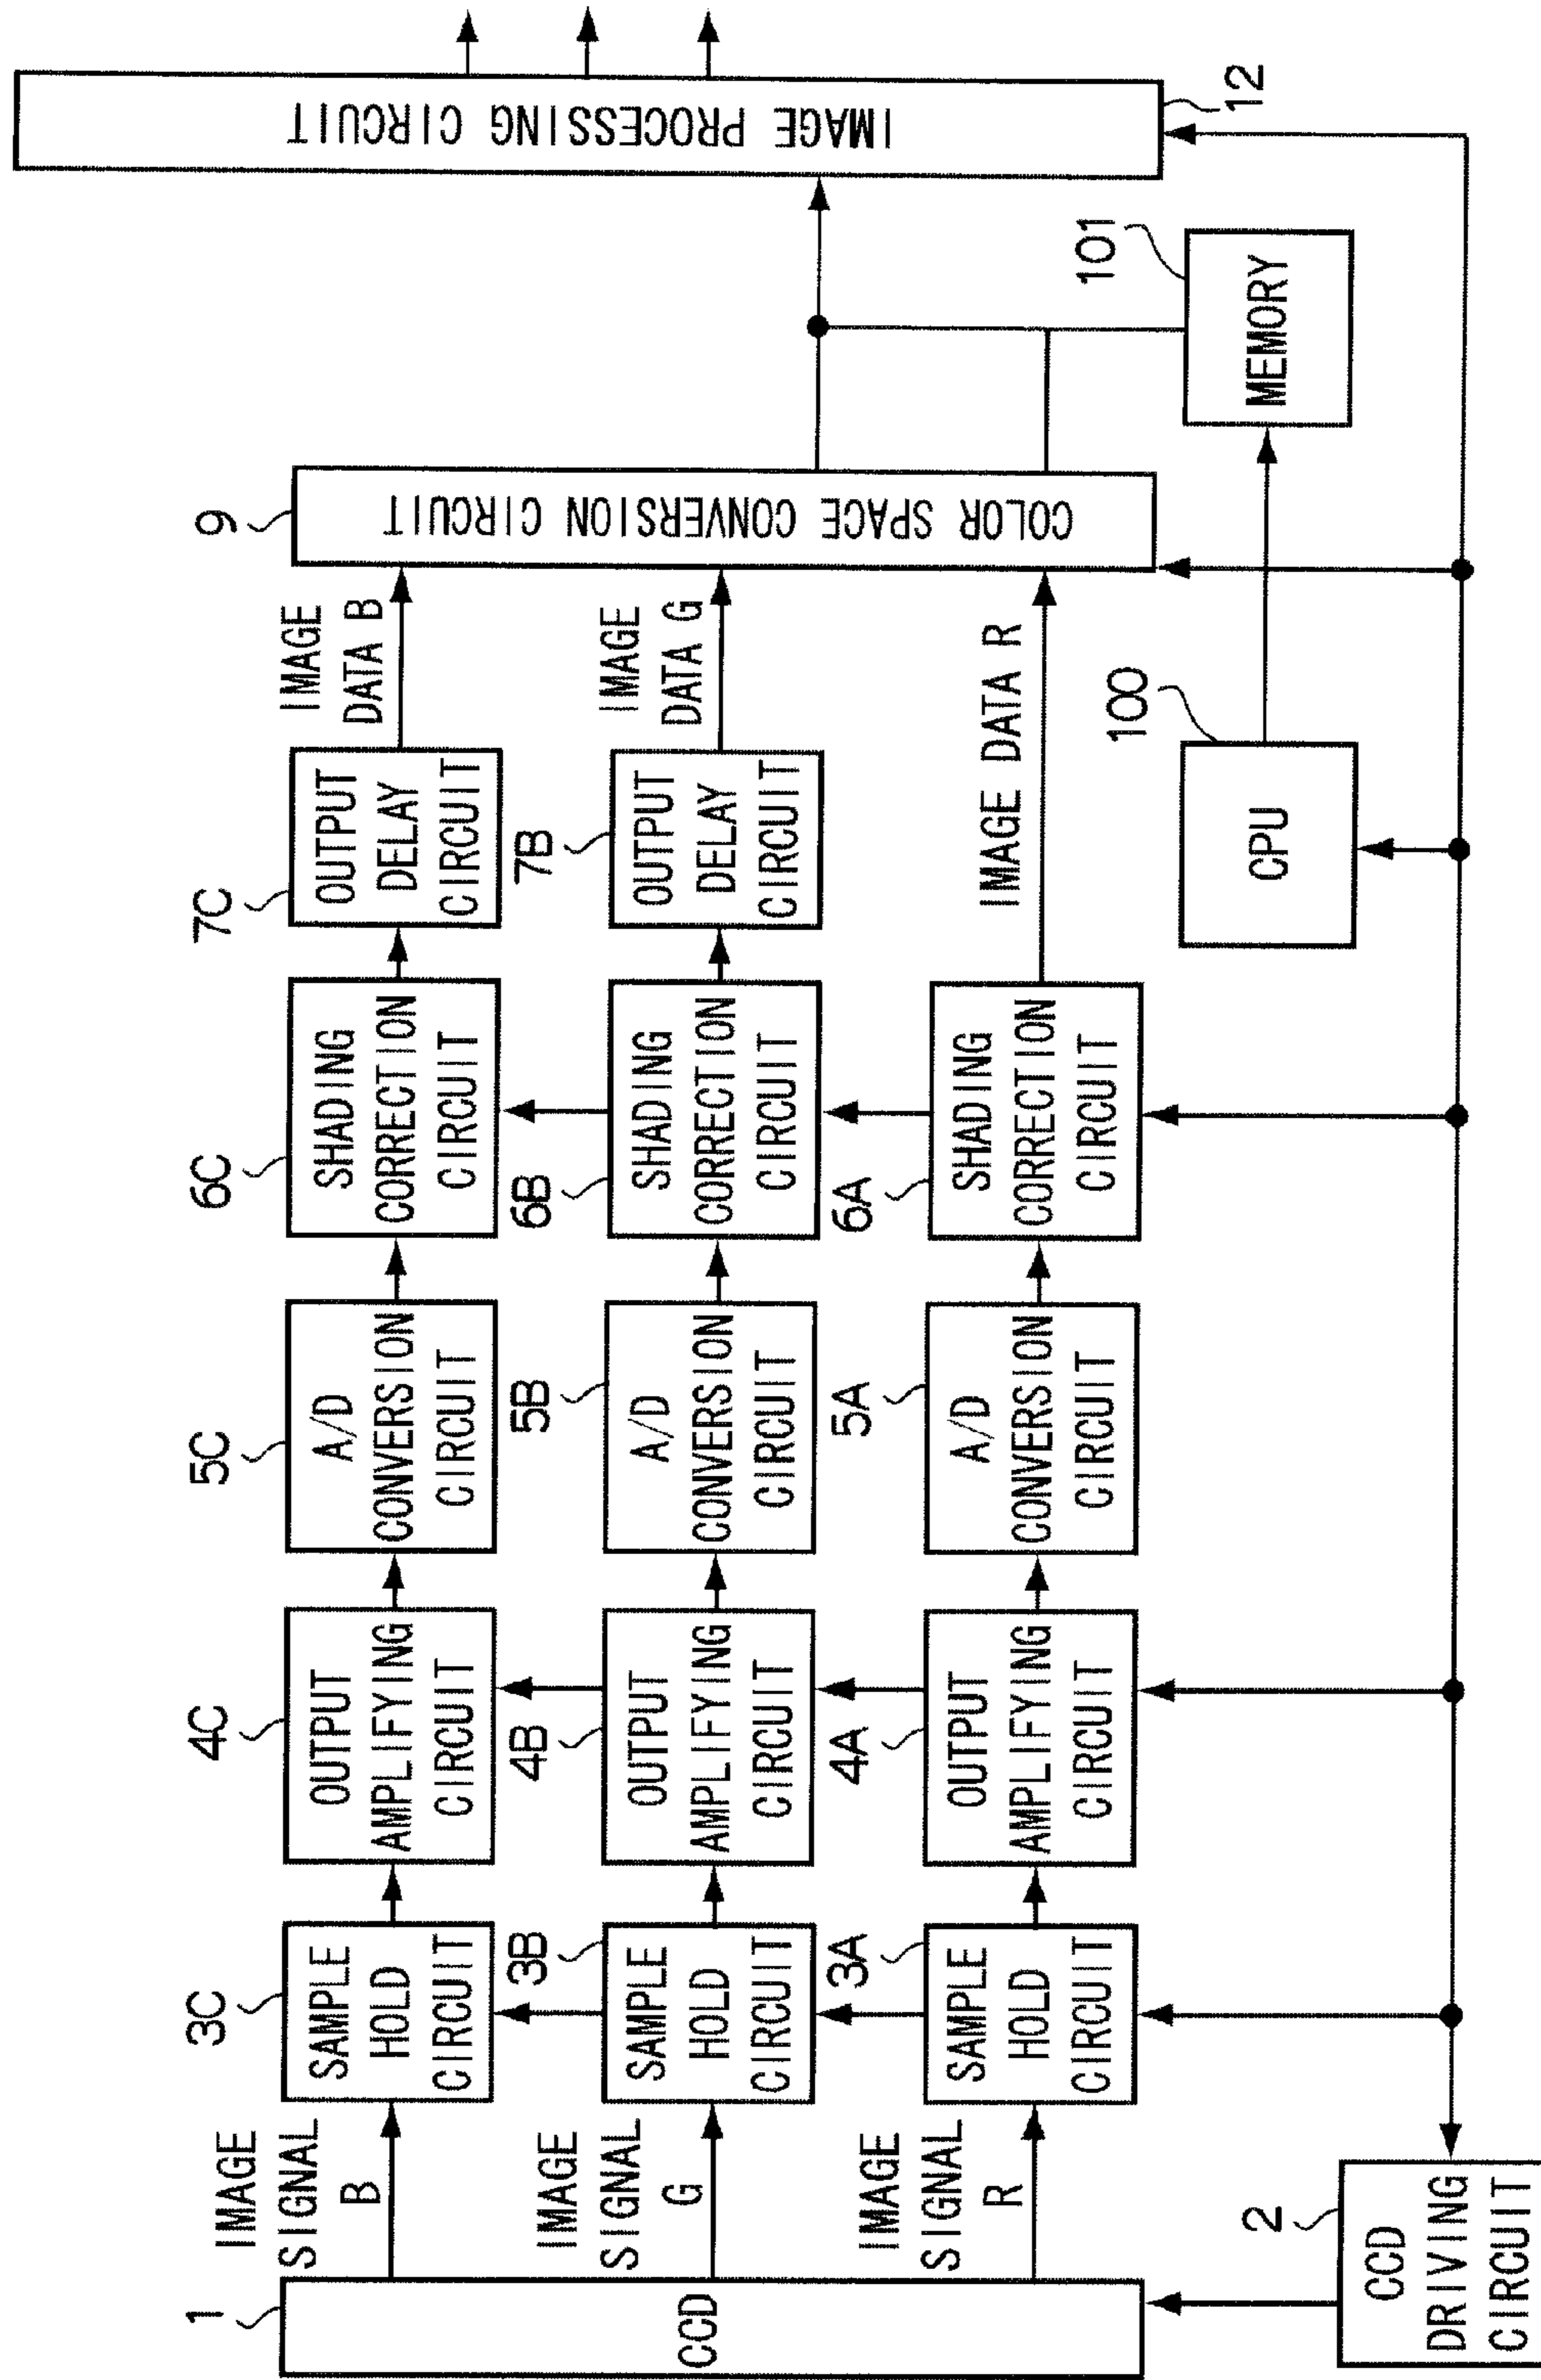 1
CCD
2
CCD
DRIVING
CIRCUIT
IMAGE
SIGNAL
B
IMAGE
SIGNAL
G
IMAGE
SIGNAL
R
3C
SAMPLE
HOLD
CIRCUIT
3B
SAMPLE
HOLD
CIRCUIT
3A
SAMPLE
HOLD
CIRCUIT
4C
OUTPUT
AMPLIFYING
CIRCUIT
4B
OUTPUT
AMPLIFYING
CIRCUIT
4A
OUTPUT
AMPLIFYING
CIRCUIT
5C
A/D
CONVERSION
CIRCUIT
5B
A/D
CONVERSION
CIRCUIT
5A
A/D
CONVERSION
CIRCUIT
6C
SHADING
CORRECTION
CIRCUIT
6B
SHADING
CORRECTION
CIRCUIT
6A
SHADING
CORRECTION
CIRCUIT
7C
OUTPUT
DELAY
CIRCUIT
7B
OUTPUT
DELAY
CIRCUIT
IMAGE
DATA B
IMAGE
DATA G
IMAGE DATA R
9
COLOR SPACE CONVERSION CIRCUIT
100
CPU
101
MEMORY
IMAGE PROCESSING CIRCUIT
12